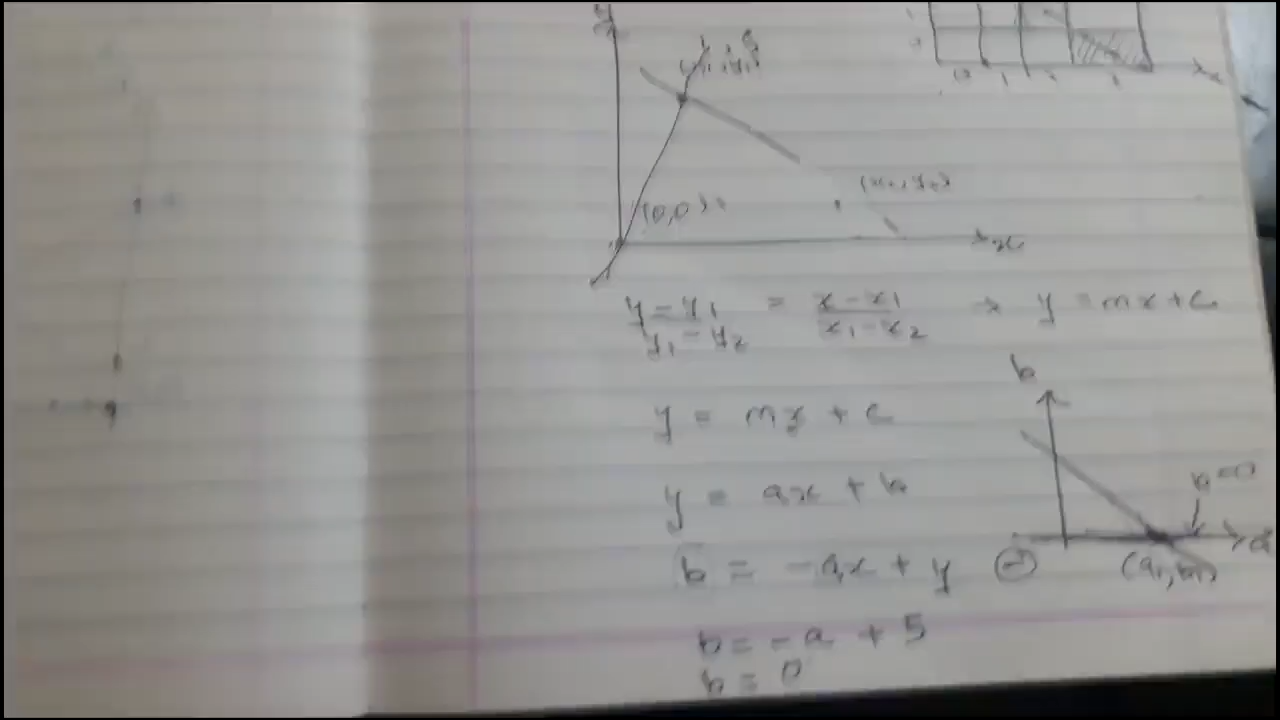 y
(x1, y1)
(x2, y2)
(0,0)
x
y - y1 / y1 - y2 = x - x1 / x1 - x2 → y = mx + c
b
y = mx + c
b = 0
y = ax + b
a
b = -ax + y
(a1, b1)
b = -a + 5
b = 0